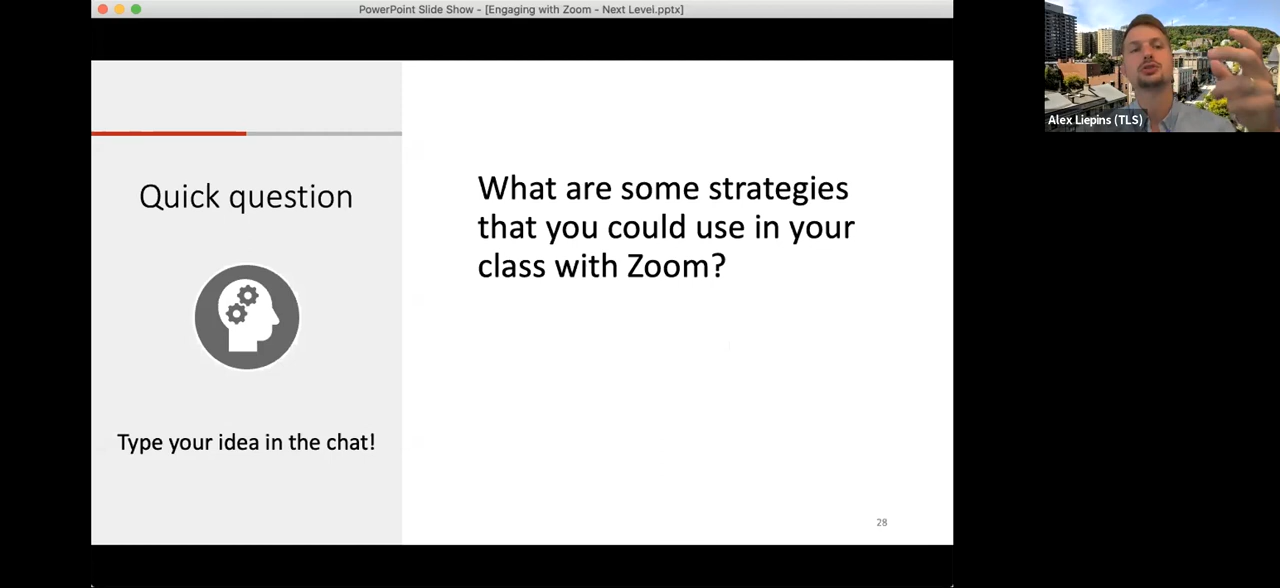 PowerPoint Slide Show - [Engaging with Zoom - Next Level.pptx]
Quick question
Type your idea in the chat!
What are some strategies
that you could use in your
class with Zoom?
28
Alex Liepins (TLS)